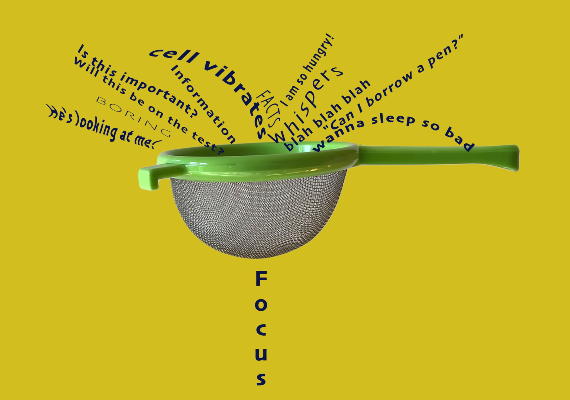 Is this important?
Will this be on the test?
BORING
He's looking at me!
Information
cell vibrates
FACTS
I am so hungry!
whispers
blah blah blah
"Can I borrow a pen?"
wanna sleep so bad
Focus